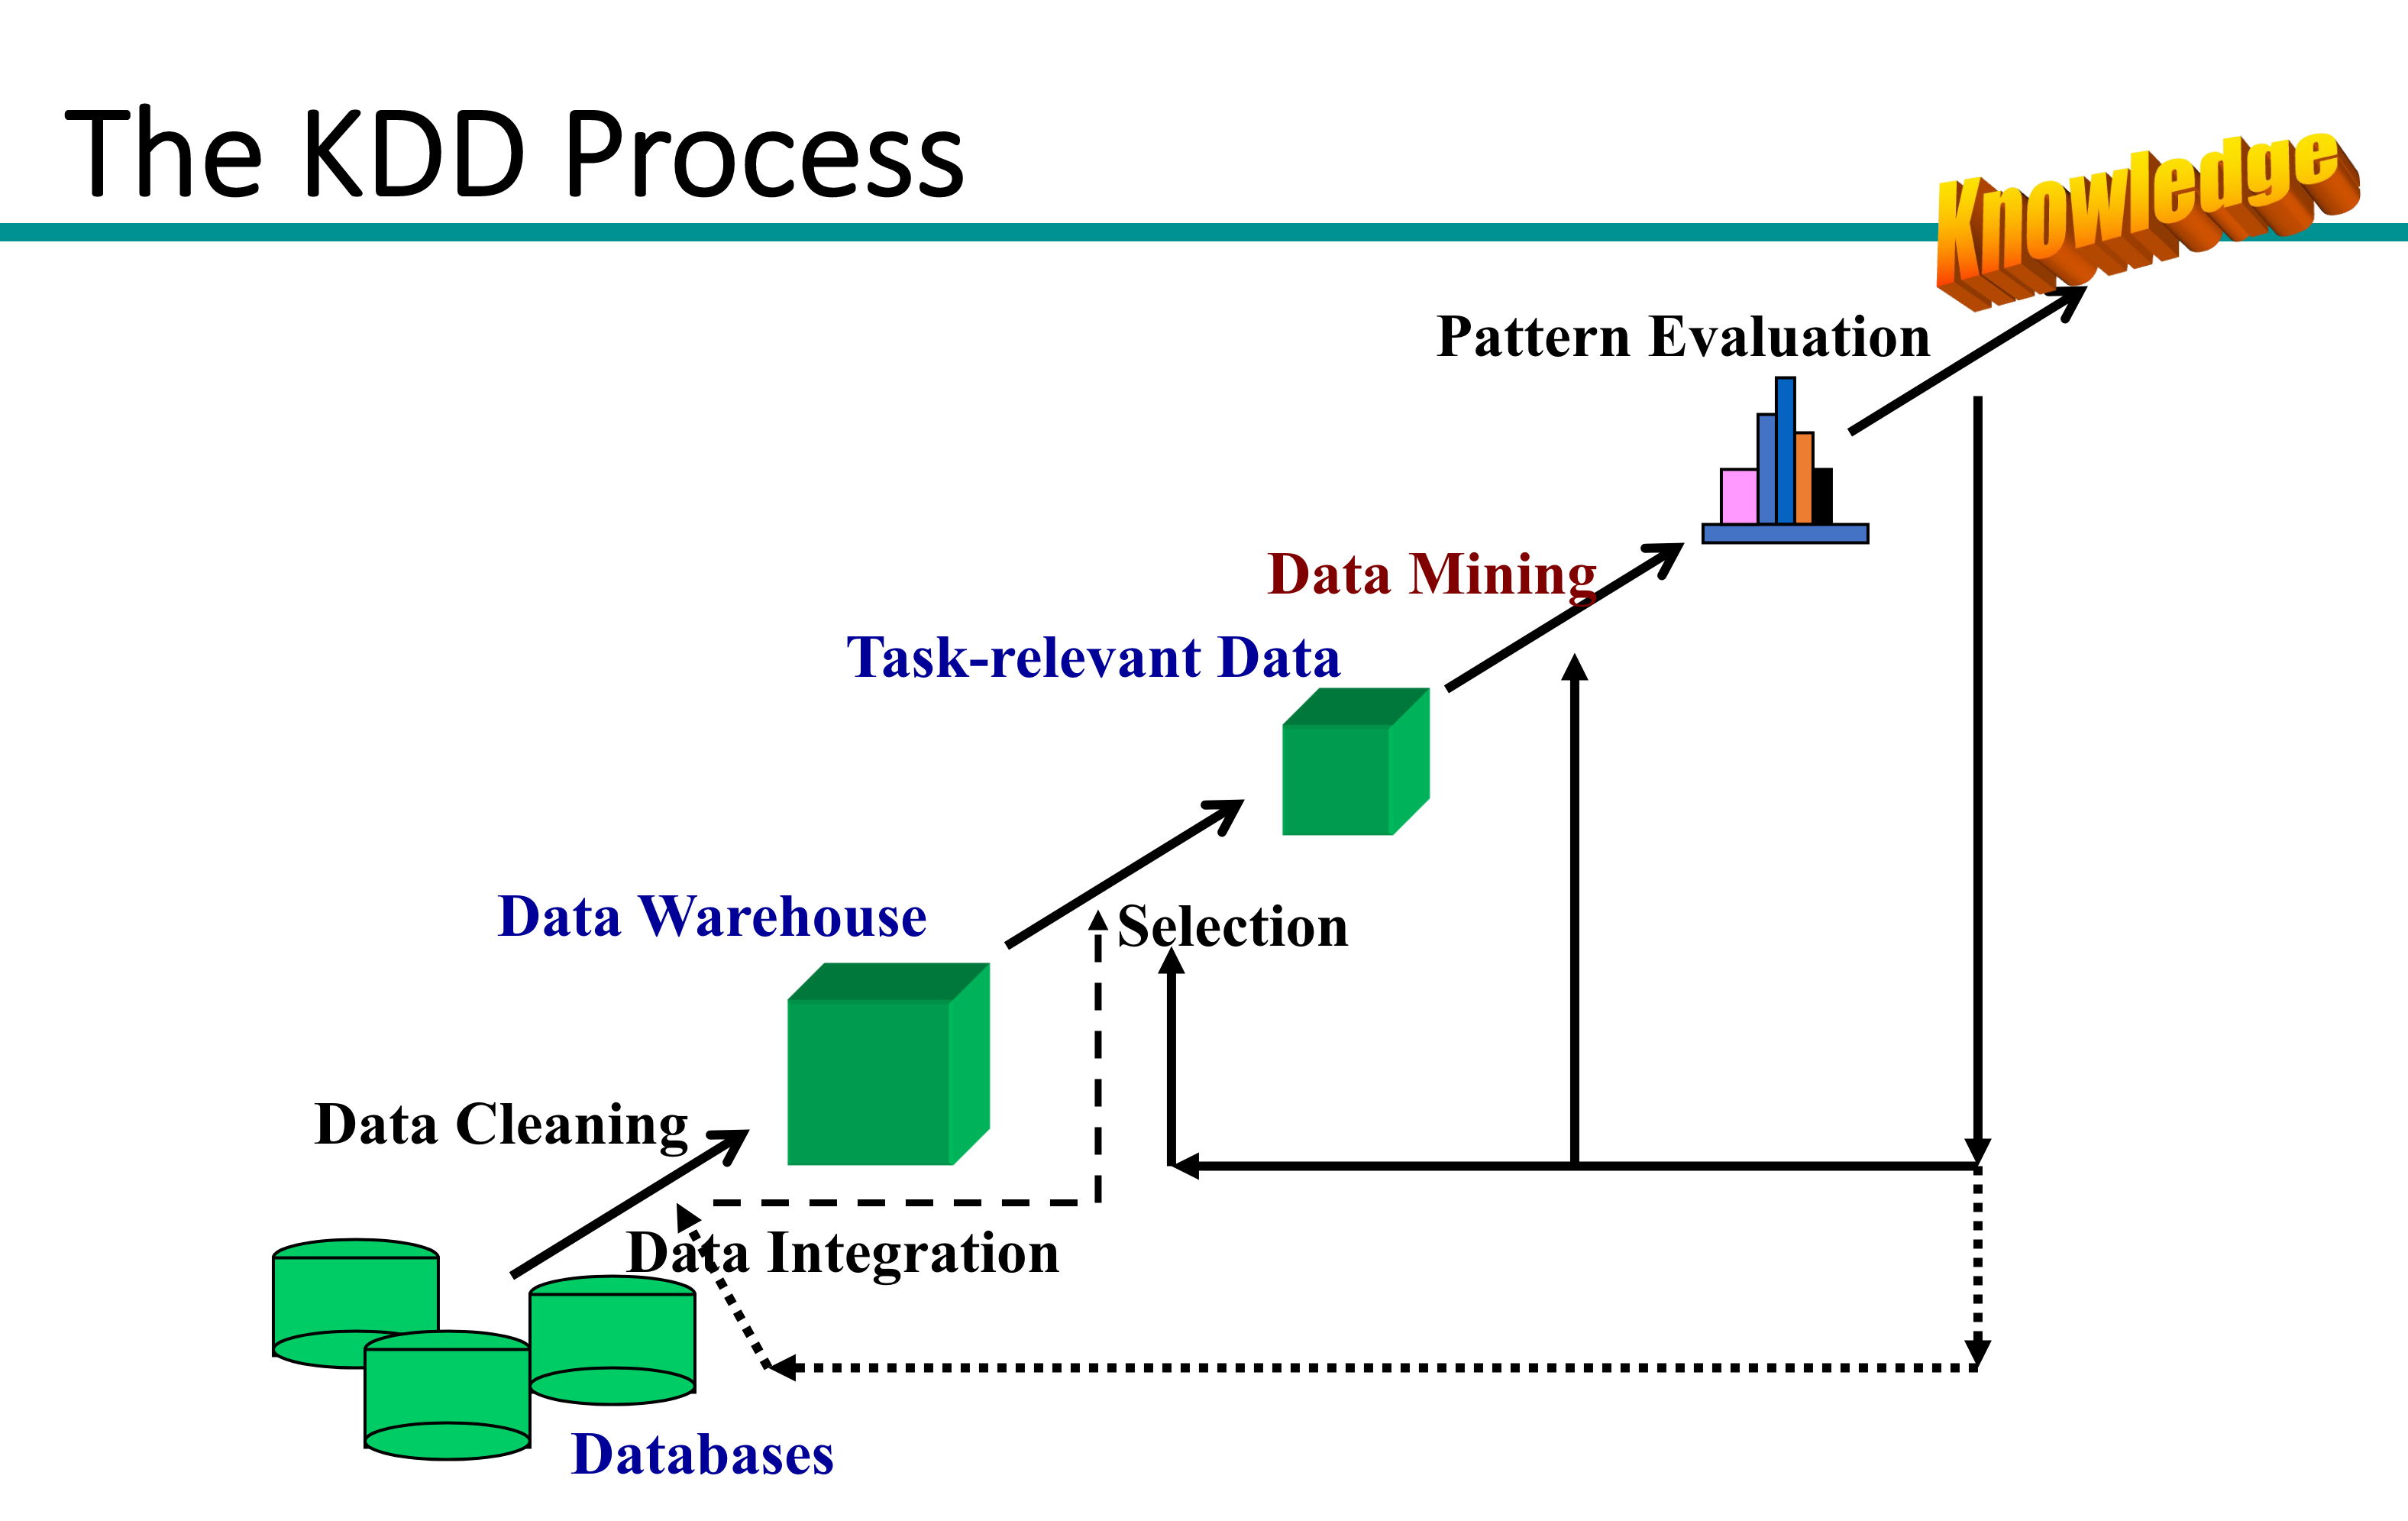 The KDD Process
Knowledge
Pattern Evaluation
Data Mining
Task-relevant Data
Data Warehouse
Selection
Data Cleaning
Data Integration
Databases